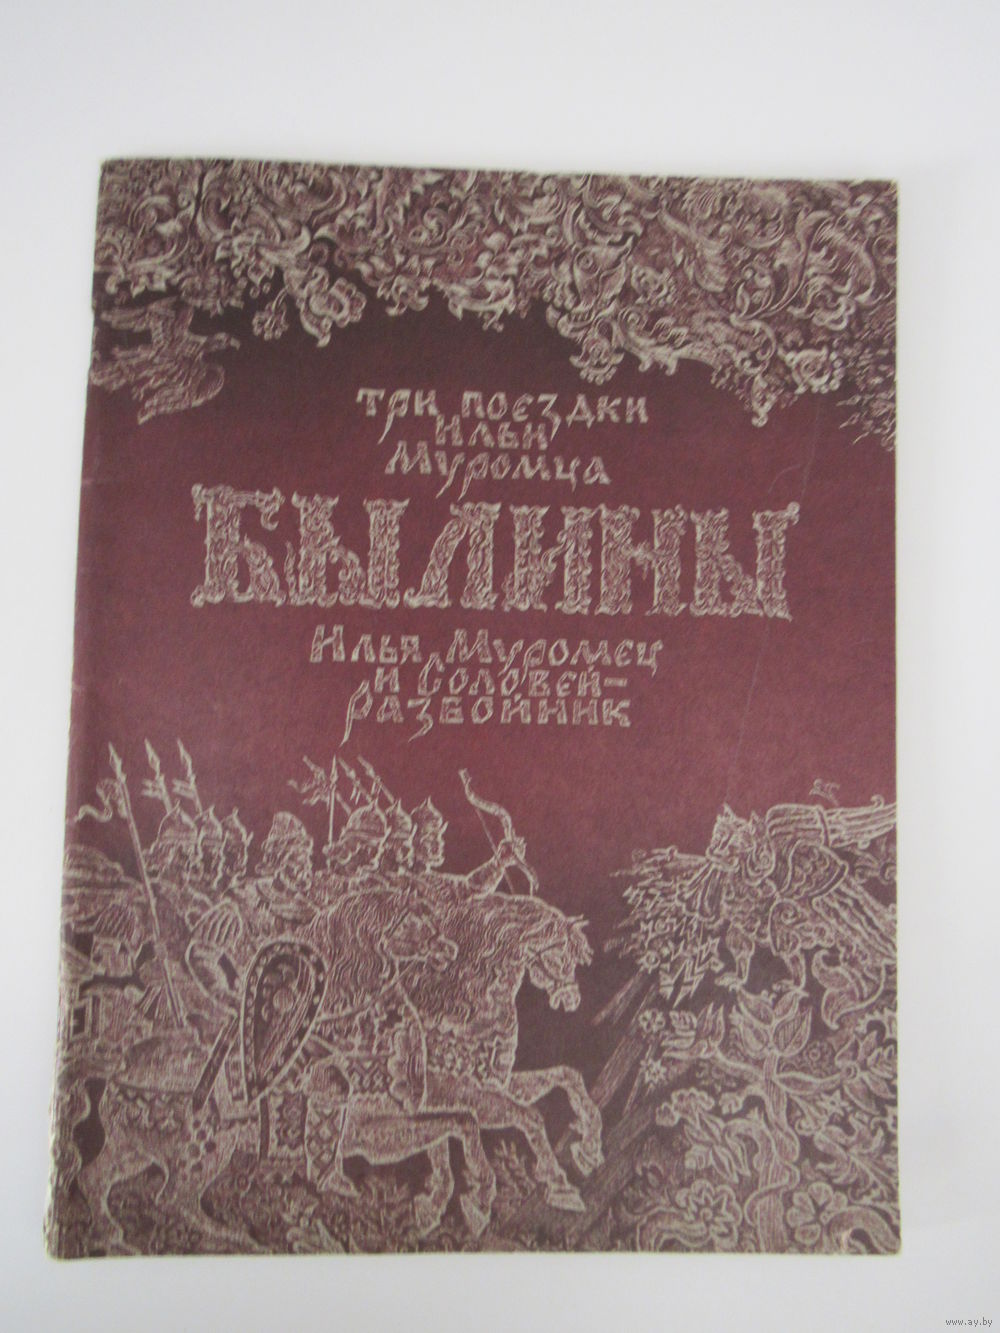 Три поездки
Ильи
Муромца
БЫЛИНЫ
Илья Муромец
и Соловей-
разбойник
www.ay.by